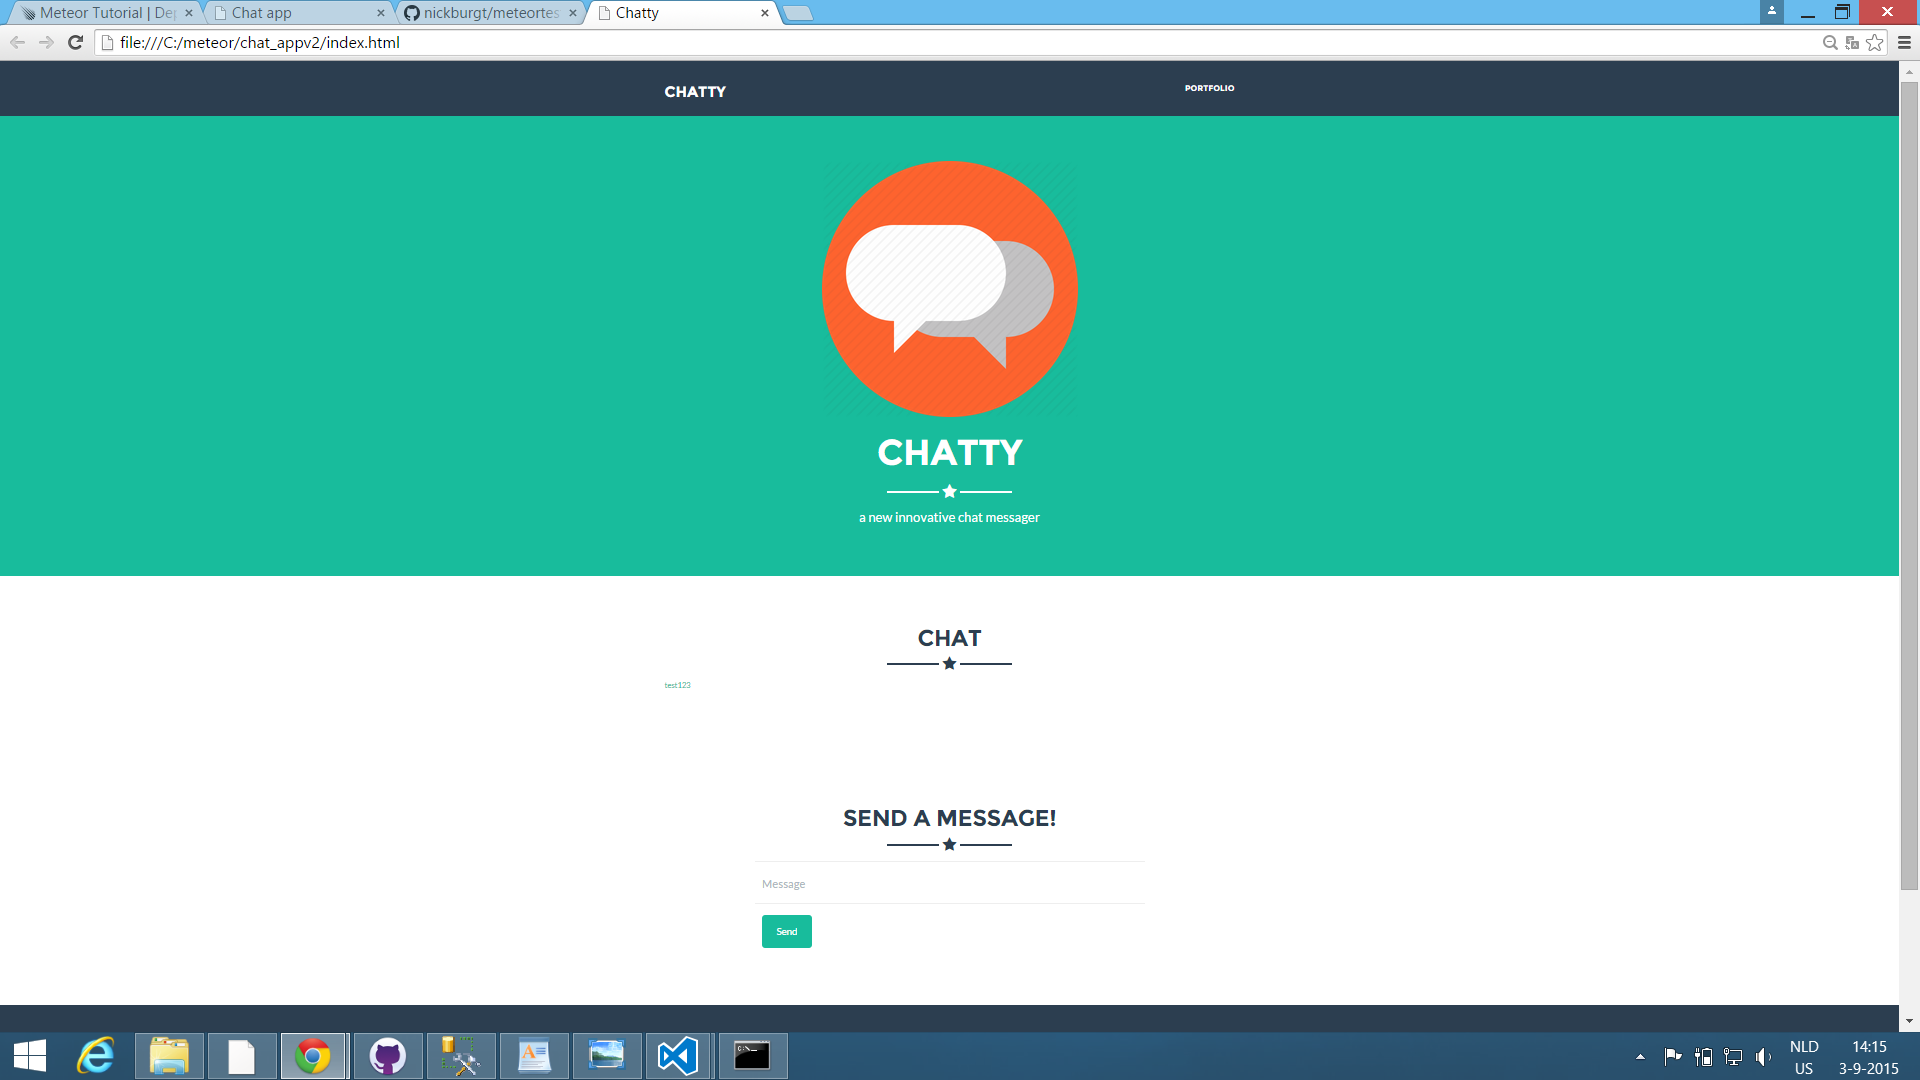 Meteor Tutorial | De
Chat app
nickburgt/meteortes
Chatty
file:///C:/meteor/chat_appv2/index.html
CHATTY
PORTFOLIO
CHATTY
a new innovative chat messager
CHAT
test123
SEND A MESSAGE!
Message
Send
NLD
US
14:15
3-9-2015